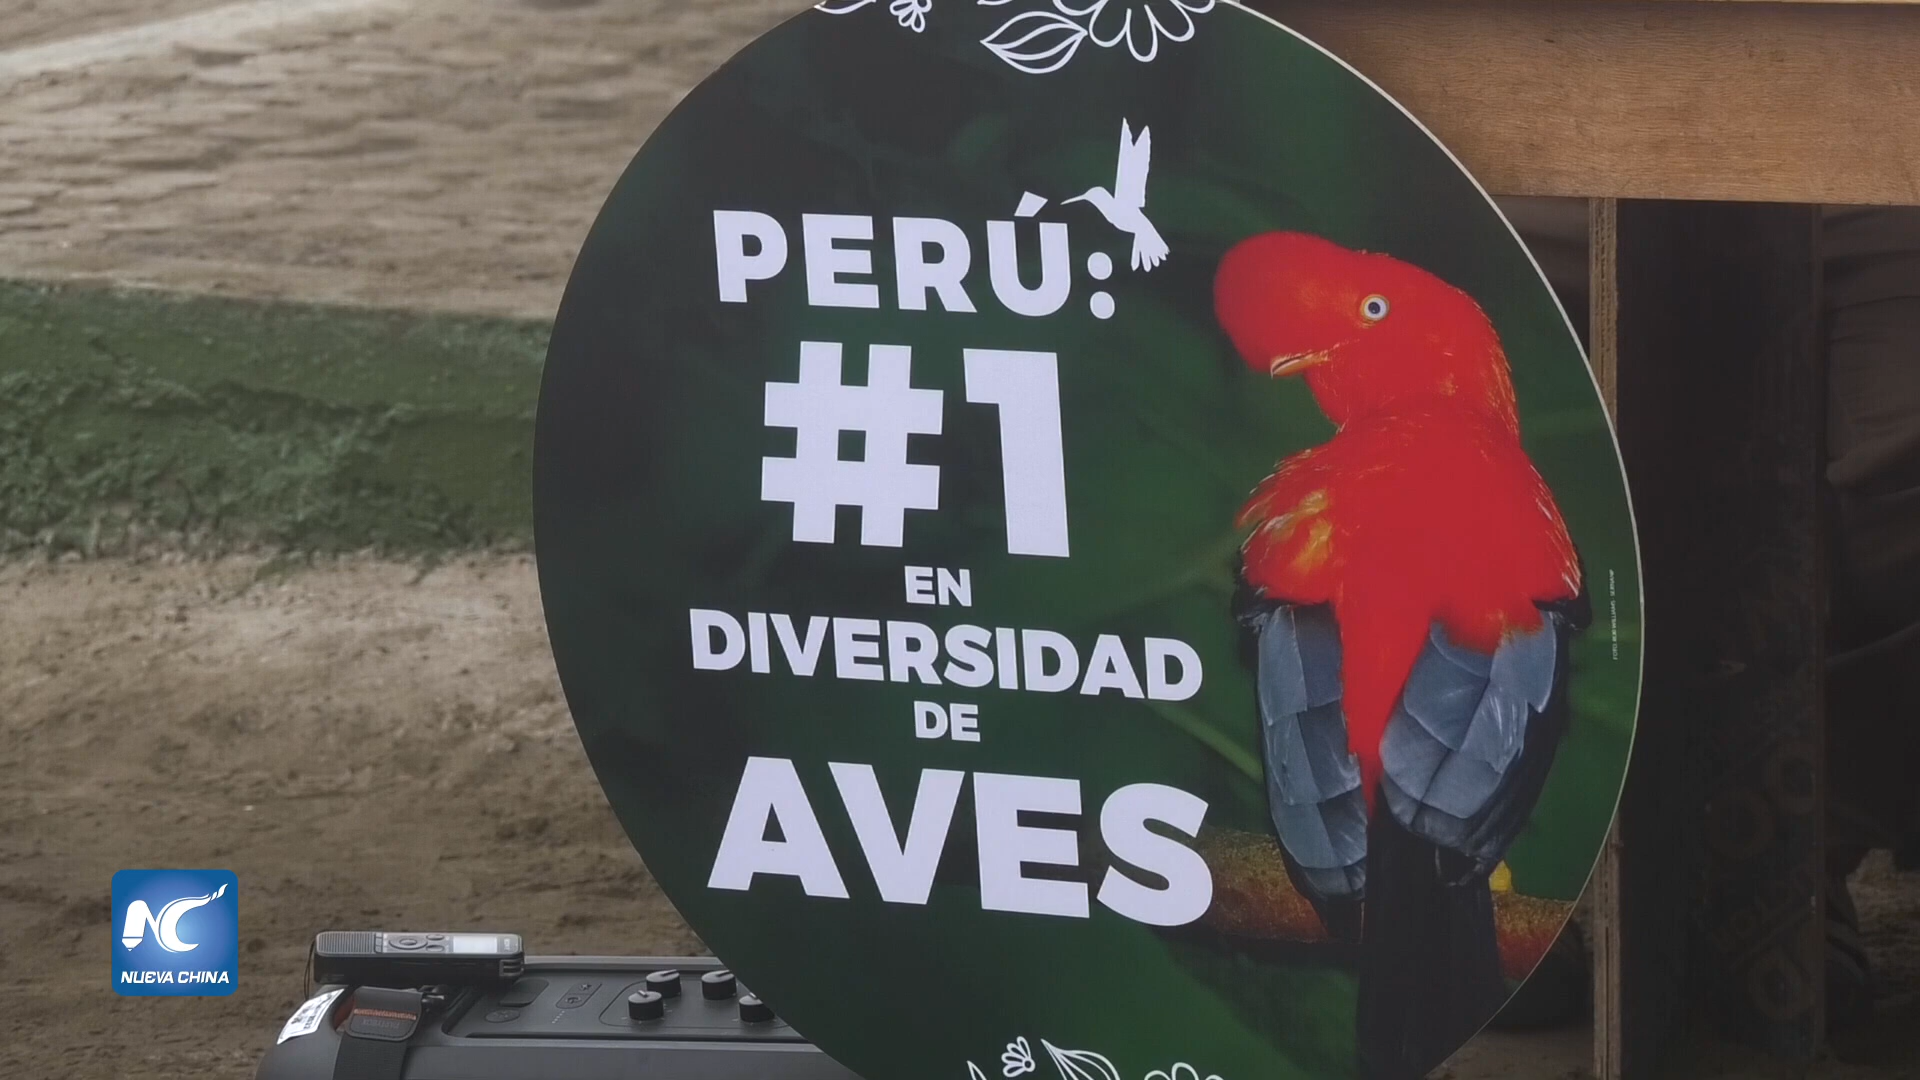 PERÚ:
#1
EN
DIVERSIDAD
DE
AVES
NUEVA CHINA